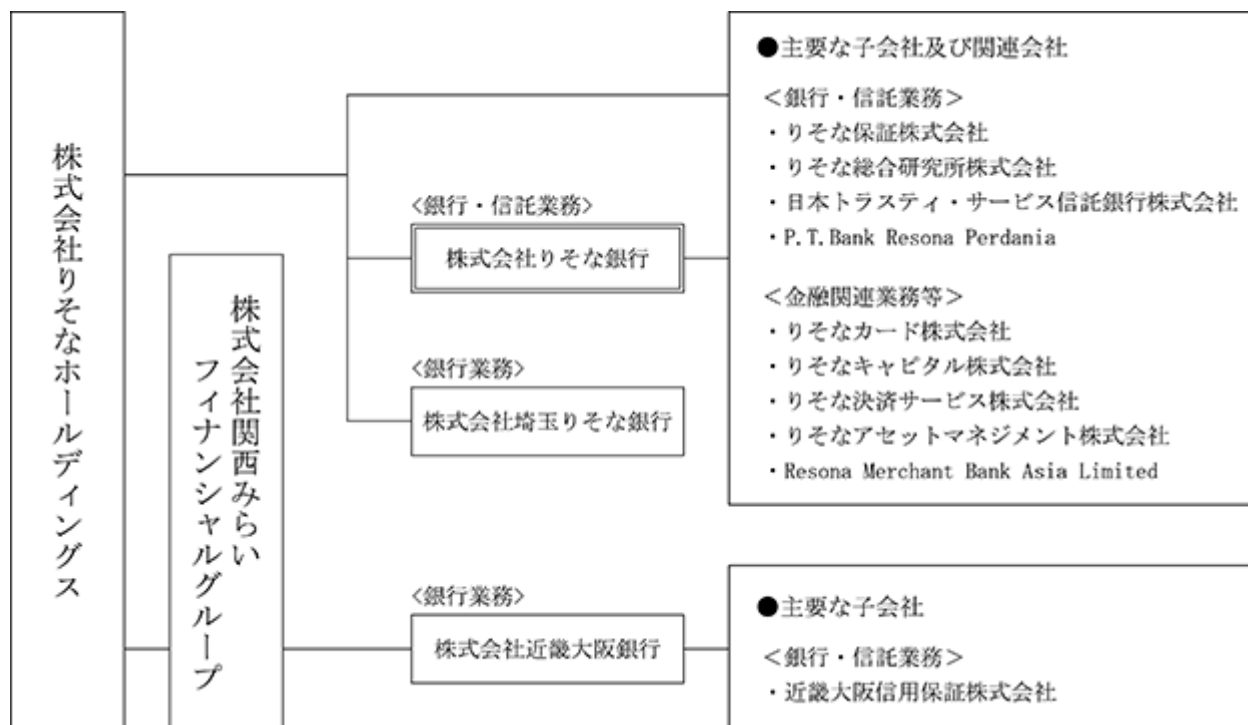 株式会社りそなホールディングス
株式会社関西みらい
フィナンシャルグループ
<銀行・信託業務>
株式会社りそな銀行
<銀行業務>
株式会社埼玉りそな銀行
<銀行業務>
株式会社近畿大阪銀行
●主要な子会社及び関連会社
<銀行・信託業務>
・りそな保証株式会社
・りそな総合研究所株式会社
・日本トラスティ・サービス信託銀行株式会社
・P.T.Bank Resona Perdania
<金融関連業務等>
・りそなカード株式会社
・りそなキャピタル株式会社
・りそな決済サービス株式会社
・りそなアセットマネジメント株式会社
・Resona Merchant Bank Asia Limited
●主要な子会社
<銀行・信託業務>
・近畿大阪信用保証株式会社